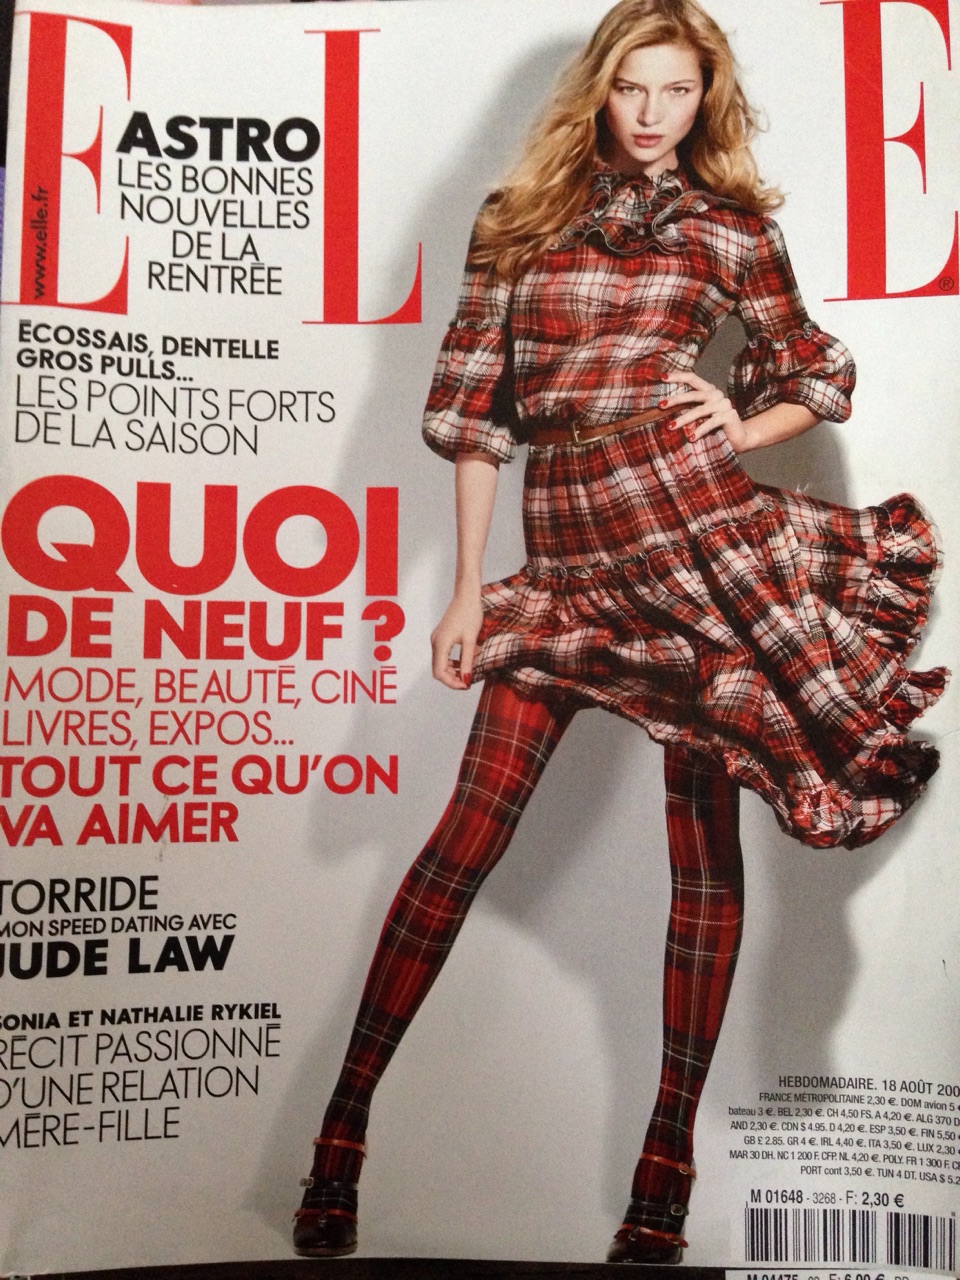 ELLE
www.elle.fr
ASTRO
LES BONNES
NOUVELLES
DE LA
RENTRÉE
®
ÉCOSSAIS, DENTELLE
GROS PULLS...
LES POINTS FORTS
DE LA SAISON
QUOI
DE NEUF ?
MODE, BEAUTÉ, CINÉ
LIVRES, EXPOS...
TOUT CE QU'ON
VA AIMER
TORRIDE
MON SPEED DATING AVEC
JUDE LAW
SONIA ET NATHALIE RYKIEL
RÉCIT PASSIONNÉ
D'UNE RELATION
MÈRE-FILLE
HEBDOMADAIRE. 18 AOÛT 200
FRANCE MÉTROPOLITAINE 2,30 €. DOM avion 5 €
bateau 3 €. BEL 2,30 €. CH 4,50 FS. A 4,20 €. ALG 370 D
AND 2,30 €. CDN $ 4.95. D 4,20 €. ESP 3,50 €. FIN 5,50
GB £ 2.85. GR 4 €. IRL 4,40 €. ITA 3,50 €. LUX 2,30
MAR 30 DH. NC 1 200 F. CFP. NL 4,20 €. POLY. FR 1 300 F. C
PORT cont 3,50 €. TUN 4 DT. USA $ 5.2
M 01648 - 3268 - F: 2,30 €